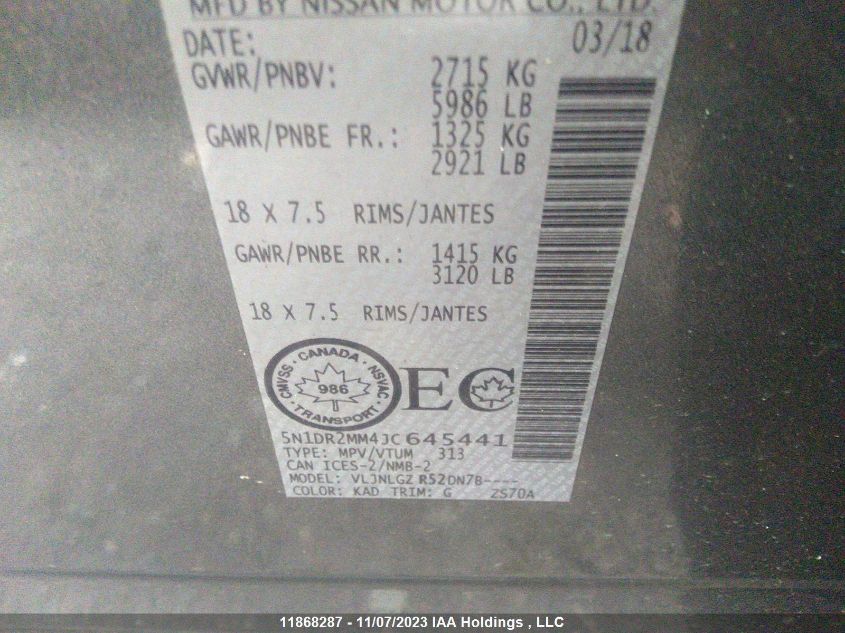 MFD BY NISSAN MOTOR CO., LTD.
DATE: 03/18
GVWR/PNBV: 2715 KG
5986 LB
GAWR/PNBE FR.: 1325 KG
2921 LB
18 X 7.5 RIMS/JANTES
GAWR/PNBE RR.: 1415 KG
3120 LB
18 X 7.5 RIMS/JANTES
CANADA
CMVSS 986 NSVAC
TRANSPORT
EC
5N1DR2MM4JC645441
TYPE: MPV/VTUM 313
CAN ICES-2/NMB-2
MODEL: VLJNLGZ R52DN7B----
COLOR: KAD TRIM: G ZS70A
11868287 - 11/07/2023 IAA Holdings , LLC